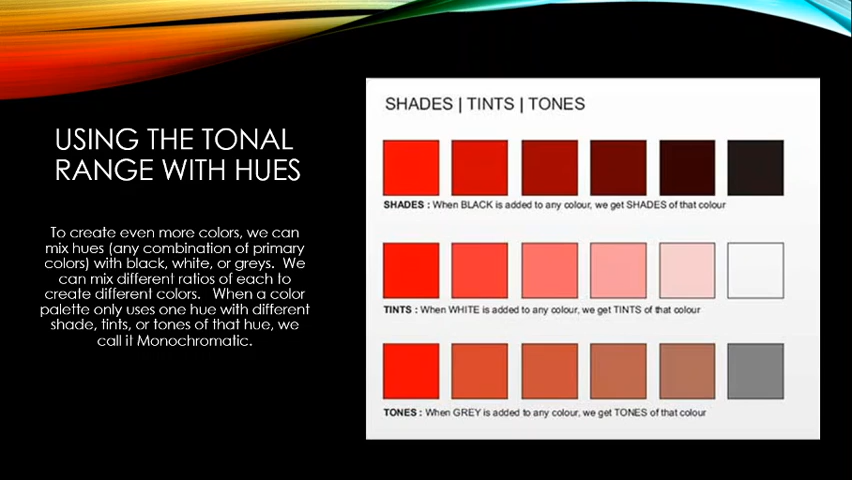 USING THE TONAL
RANGE WITH HUES
To create even more colors, we can
mix hues (any combination of primary
colors) with black, white, or greys.  We
can mix different ratios of each to
create different colors.   When a color
palette only uses one hue with different
shade, tints, or tones of that hue, we
call it Monochromatic.
SHADES | TINTS | TONES
SHADES : When BLACK is added to any colour, we get SHADES of that colour
TINTS : When WHITE is added to any colour, we get TINTS of that colour
TONES : When GREY is added to any colour, we get TONES of that colour